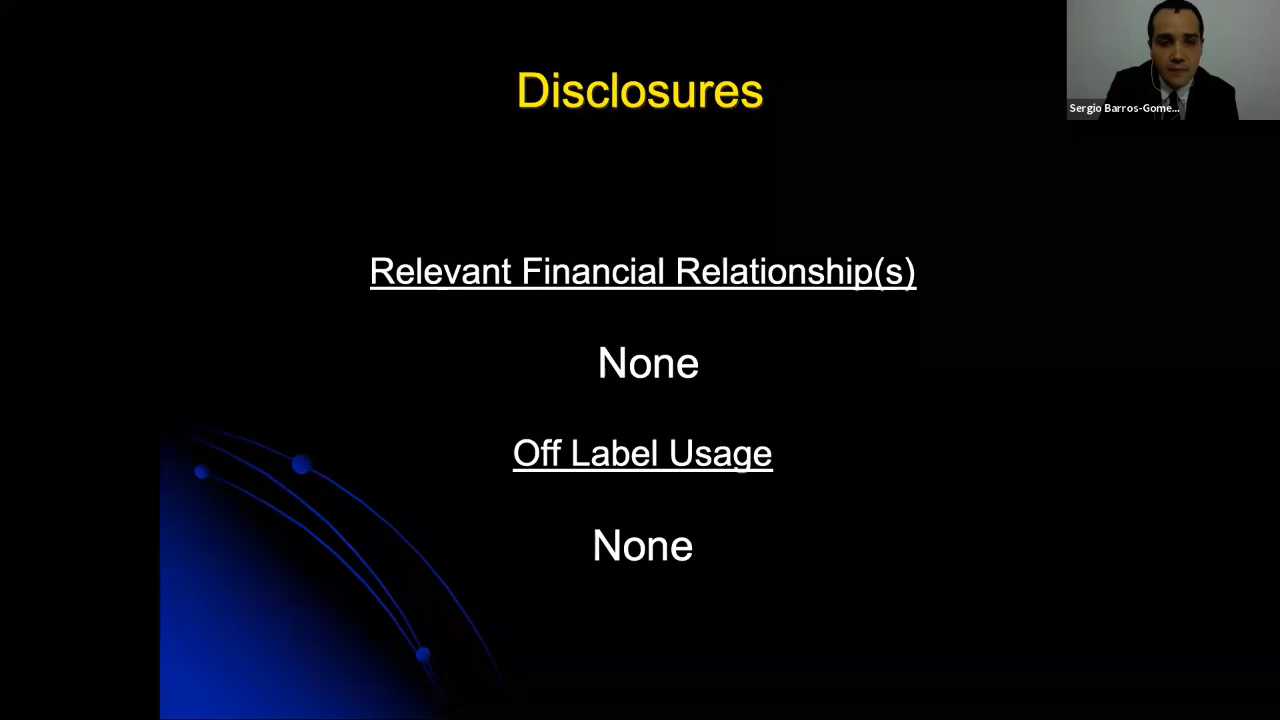 Disclosures
Sergio Barros-Gome...
Relevant Financial Relationship(s)
None
Off Label Usage
None